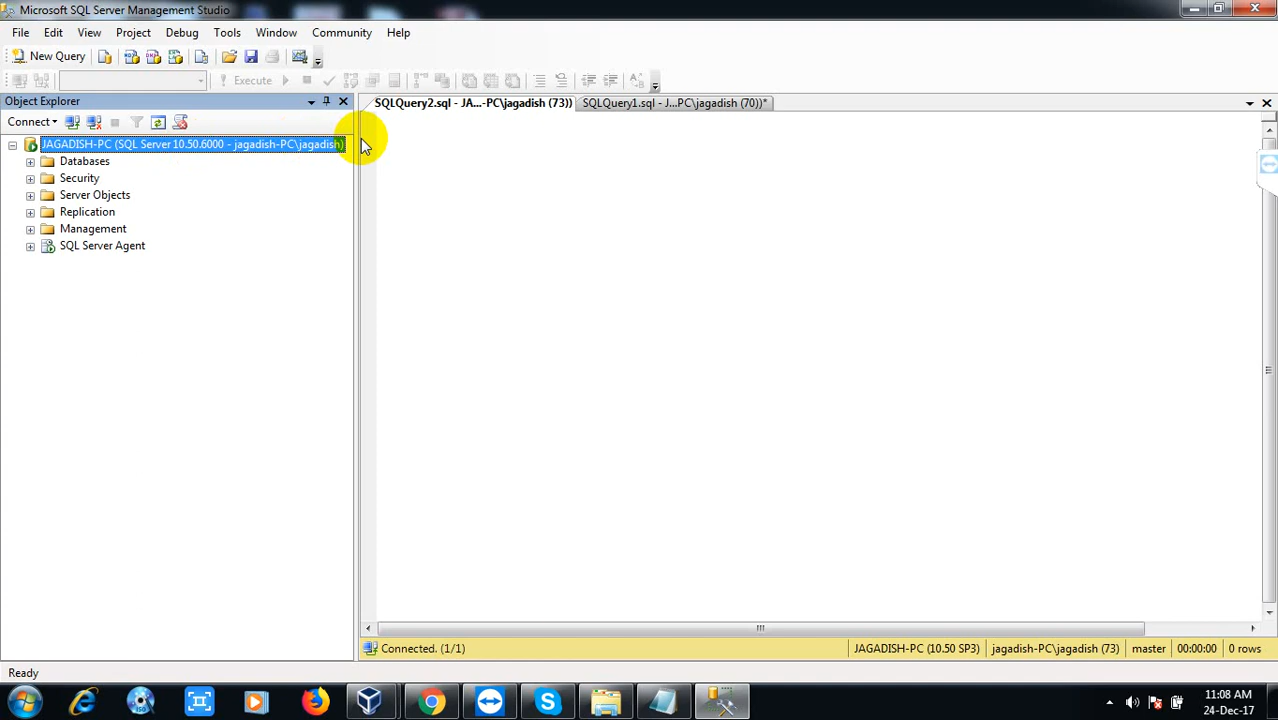 Microsoft SQL Server Management Studio
File Edit View Project Debug Tools Window Community Help
New Query
Execute
Object Explorer
SQLQuery2.sql - JA...-PC\jagadish (73)) SQLQuery1.sql - J...PC\jagadish (70))*
Connect
JAGADISH-PC (SQL Server 10.50.6000 - jagadish-PC\jagadish)
Databases
Security
Server Objects
Replication
Management
SQL Server Agent
Connected. (1/1) JAGADISH-PC (10.50 SP3) jagadish-PC\jagadish (73) master 00:00:00 0 rows
Ready
11:08 AM
24-Dec-17